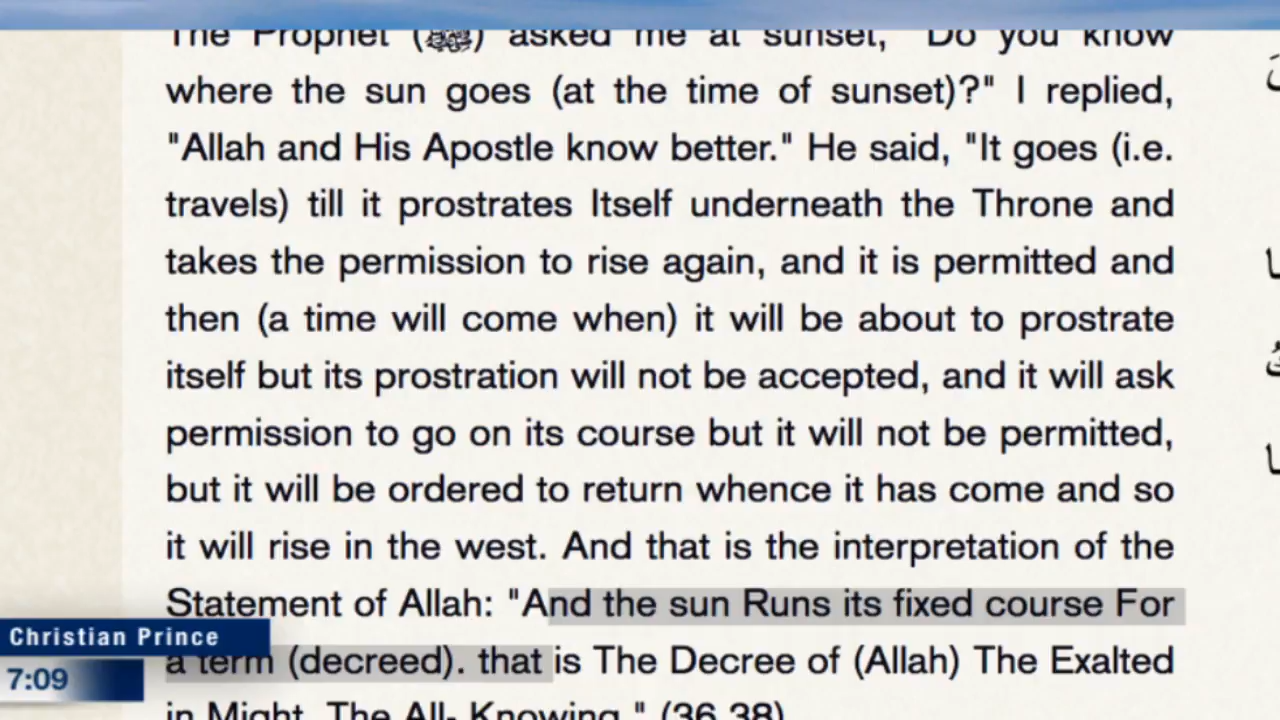 The Prophet (ﷺ) asked me at sunset, "Do you know
where the sun goes (at the time of sunset)?" I replied,
"Allah and His Apostle know better." He said, "It goes (i.e.
travels) till it prostrates Itself underneath the Throne and
takes the permission to rise again, and it is permitted and
then (a time will come when) it will be about to prostrate
itself but its prostration will not be accepted, and it will ask
permission to go on its course but it will not be permitted,
but it will be ordered to return whence it has come and so
it will rise in the west. And that is the interpretation of the
Statement of Allah: "And the sun Runs its fixed course For
a term (decreed). that is The Decree of (Allah) The Exalted
in Might, The All- Knowing." (36.38)
Christian Prince
7:09